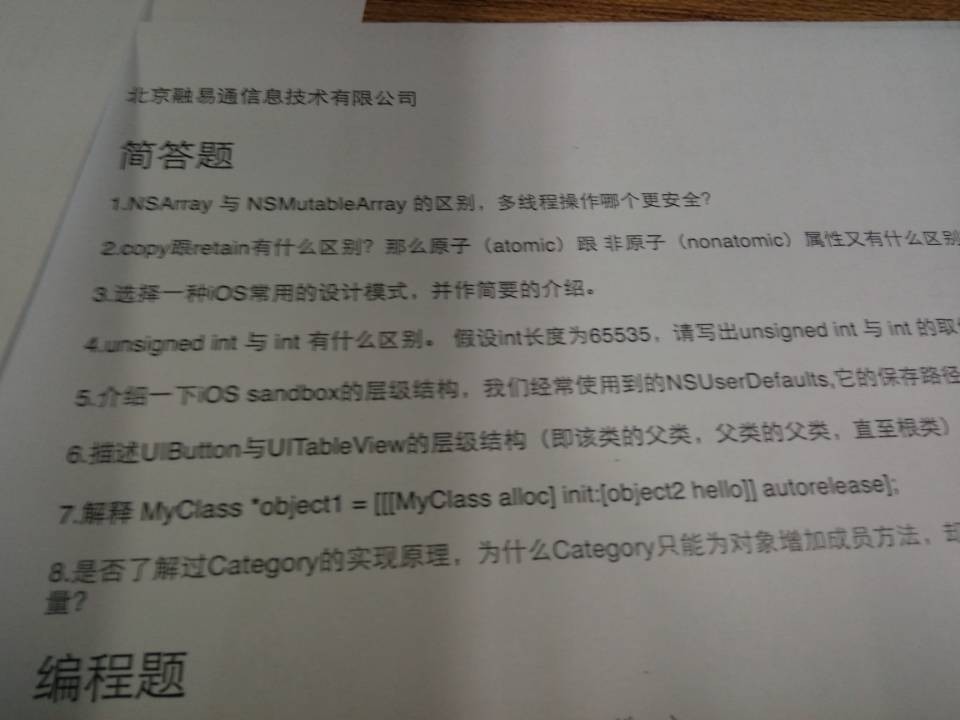 北京融易通信息技术有限公司
简答题
1.NSArray 与 NSMutableArray 的区别，多线程操作哪个更安全？
2.copy跟retain有什么区别？那么原子（atomic）跟 非原子（nonatomic）属性又有什么区别
3.选择一种iOS常用的设计模式，并作简要的介绍。
4.unsigned int 与 int 有什么区别。 假设int长度为65535，请写出unsigned int 与 int 的取
5.介绍一下iOS sandbox的层级结构，我们经常使用到的NSUserDefaults,它的保存路径
6.描述UIButton与UITableView的层级结构（即该类的父类，父类的父类，直至根类）
7.解释 MyClass *object1 = [[[MyClass alloc] init:[object2 hello]] autorelease];
8.是否了解过Category的实现原理，为什么Category只能为对象增加成员方法，却
量？
编程题